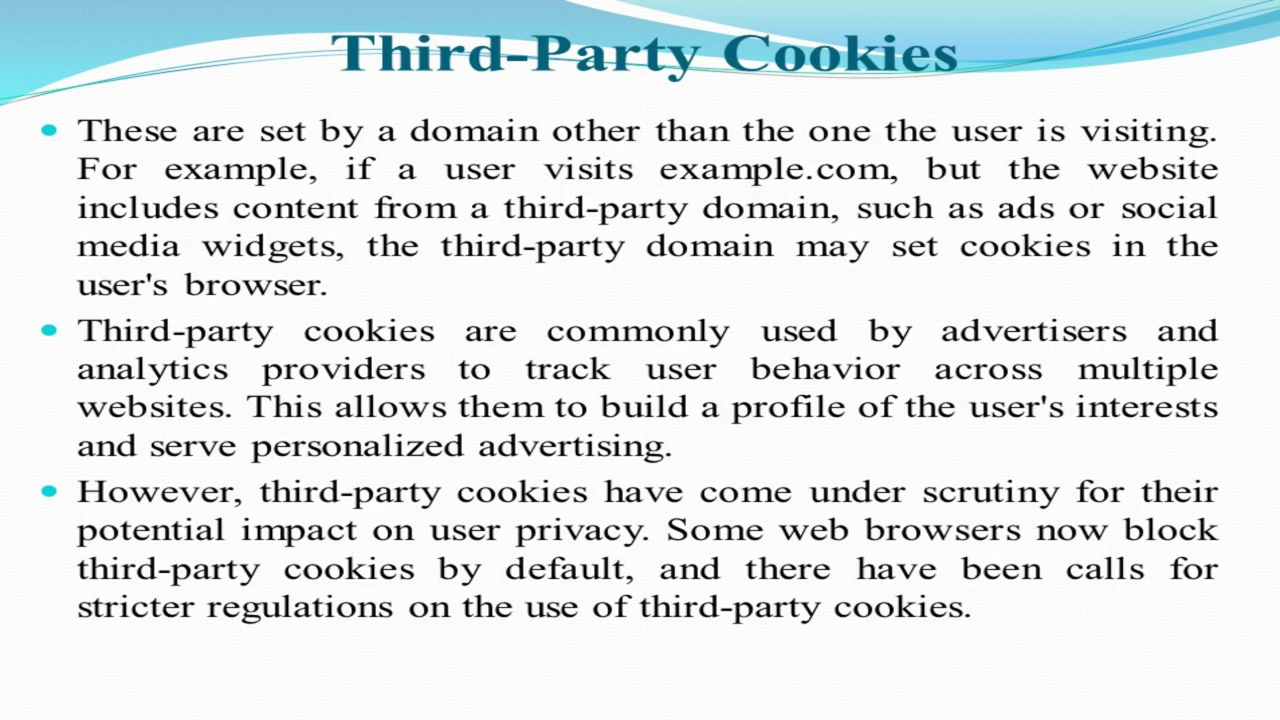 Third-Party Cookies
These are set by a domain other than the one the user is visiting.
For example, if a user visits example.com, but the website
includes content from a third-party domain, such as ads or social
media widgets, the third-party domain may set cookies in the
user's browser.
Third-party cookies are commonly used by advertisers and
analytics providers to track user behavior across multiple
websites. This allows them to build a profile of the user's interests
and serve personalized advertising.
However, third-party cookies have come under scrutiny for their
potential impact on user privacy. Some web browsers now block
third-party cookies by default, and there have been calls for
stricter regulations on the use of third-party cookies.